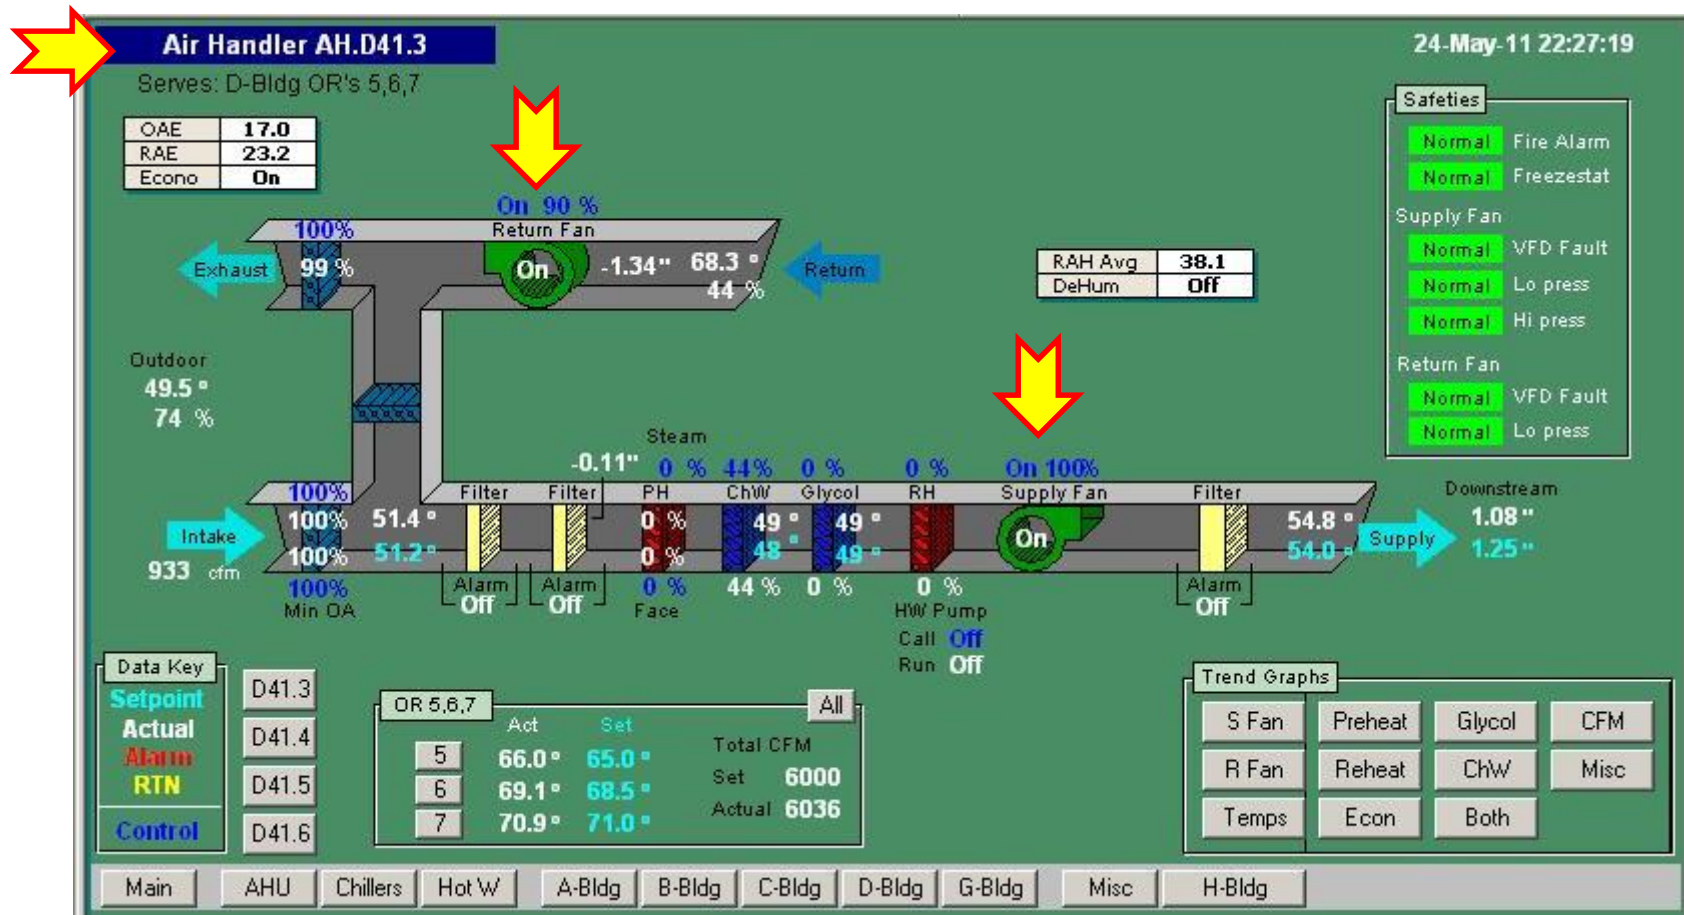 Air Handler AH.D41.3
24-May-11 22:27:19
Serves: D-Bldg OR's 5,6,7
OAE 17.0
RAE 23.2
Econo On
Safeties
Normal Fire Alarm
Normal Freezestat
Supply Fan
Normal VFD Fault
Normal Lo press
Normal Hi press
Return Fan
Normal VFD Fault
Normal Lo press
On 90 %
100% Return Fan
Exhaust 99 % On -1.34" 68.3 ° Return
44 %
RAH Avg 38.1
DeHum Off
Outdoor
49.5 °
74 %
Steam
-0.11" 0 % 44% 0 % 0 % On 100%
100% Filter Filter PH ChW Glycol RH Supply Fan Filter
Downstream
Intake 100% 51.4 ° 0 % 49 ° 49 ° On 54.8 ° Supply 1.08 "
100% 51.2 ° 0 % 48 ° 49 ° 54.0 ° 1.25 "
933 cfm
100% Alarm Alarm 0 % 44 % 0 % 0 % Alarm
Min OA Off Off Face HW Pump Off
Call Off
Run Off
Data Key
Setpoint
Actual
Alarm
RTN
Control
D41.3
D41.4
D41.5
D41.6
OR 5,6,7 All
Act Set
5 66.0 ° 65.0 °
6 69.1 ° 68.5 °
7 70.9 ° 71.0 °
Total CFM
Set 6000
Actual 6036
Trend Graphs
S Fan Preheat Glycol CFM
R Fan Reheat ChW Misc
Temps Econ Both
Main AHU Chillers Hot W A-Bldg B-Bldg C-Bldg D-Bldg G-Bldg Misc H-Bldg